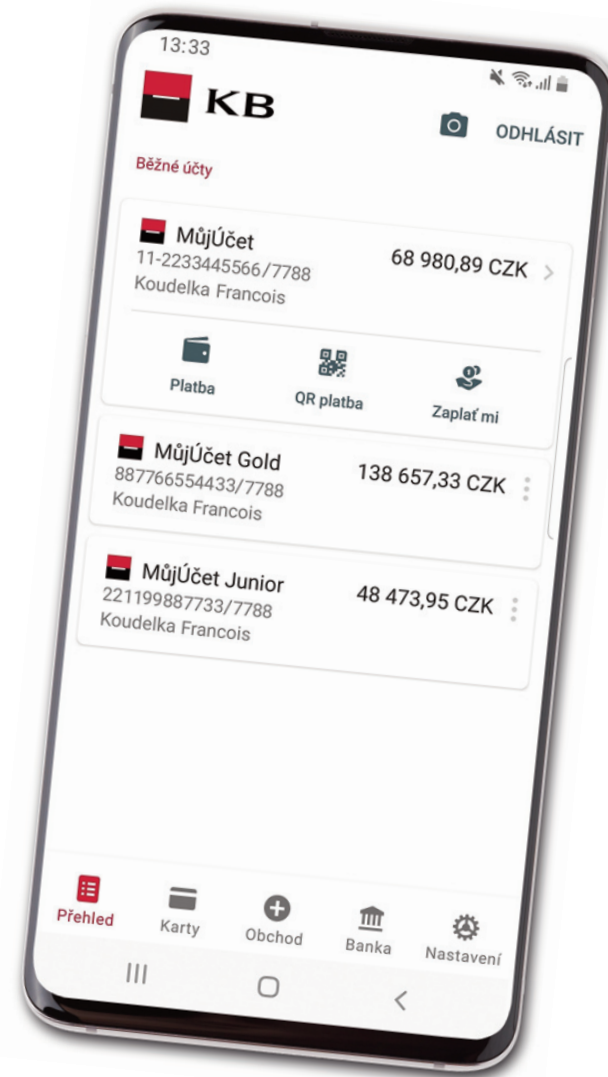 13:33
KB
ODHLÁSIT
Běžné účty
MůjÚčet
68 980,89 CZK
11-2233445566/7788
Koudelka Francois
Platba
QR platba
Zaplať mi
MůjÚčet Gold
138 657,33 CZK
887766554433/7788
Koudelka Francois
MůjÚčet Junior
48 473,95 CZK
221199887733/7788
Koudelka Francois
Přehled
Karty
Obchod
Banka
Nastavení